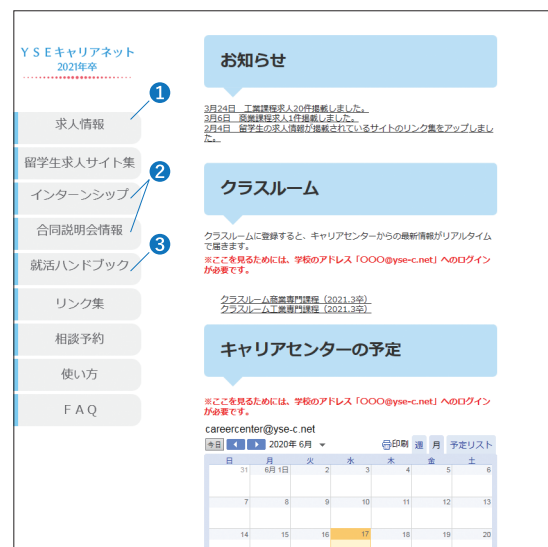 YSEキャリアネット
2021年卒
❶
求人情報
留学生求人サイト集
❷
インターンシップ
合同説明会情報
❸
就活ハンドブック
リンク集
相談予約
使い方
FAQ
お知らせ
3月24日　工業課程求人20件掲載しました。
3月6日　商業課程求人1件掲載しました。
2月4日　留学生の求人情報が掲載されているサイトのリンク集をアップしまし
た。
クラスルーム
クラスルームに登録すると、キャリアセンターからの最新情報がリアルタイム
で届きます。
※ここを見るためには、学校のアドレス「〇〇〇@yse-c.net」へのログイン
が必要です。
クラスルーム商業専門課程（2021.3卒）
クラスルーム工業専門課程（2021.3卒）
キャリアセンターの予定
※ここを見るためには、学校のアドレス「〇〇〇@yse-c.net」へのログイン
が必要です。
careercenter@yse-c.net
今日 2020年 6月 印刷 週 月 予定リスト
日 月 火 水 木 金 土
31 6月 1日 2 3 4 5 6
7 8 9 10 11 12 13
14 15 16 17 18 19 20